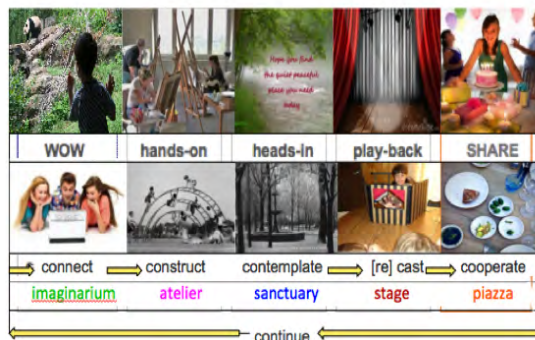 Hope you find
the quiet peaceful
place you need
today
WOW hands-on heads-in play-back SHARE
connect construct contemplate [re] cast cooperate
imaginarium atelier sanctuary stage piazza
continue